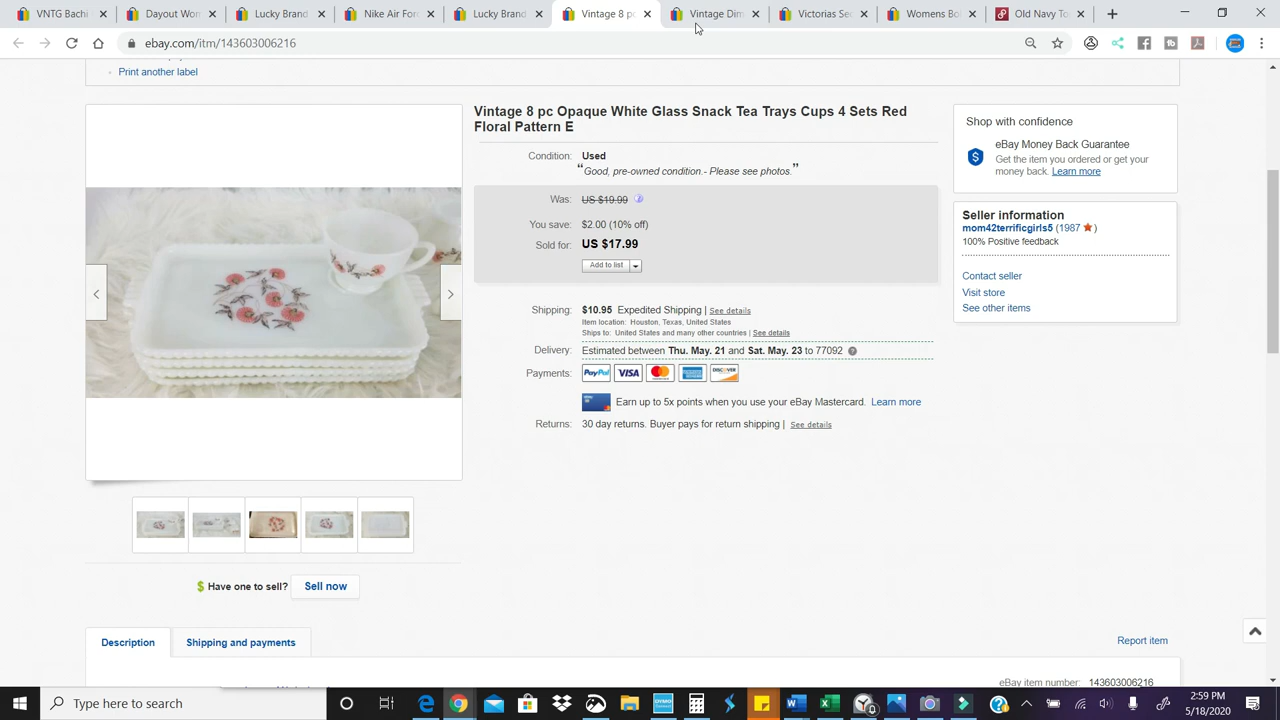 VNTG Bachi
Dayout Wom
Lucky Brand
Nike Air Forc
Lucky Brand
Vintage 8 pc
Vintage Dim
Victorias Sec
Womens Bol
Old Navy To
ebay.com/itm/143603006216
Print another label
Vintage 8 pc Opaque White Glass Snack Tea Trays Cups 4 Sets Red
Floral Pattern E
Condition: Used
“Good, pre-owned condition.- Please see photos.”
Was: US $19.99
You save: $2.00 (10% off)
Sold for: US $17.99
Add to list
Shipping: $10.95 Expedited Shipping | See details
Item location: Houston, Texas, United States
Ships to: United States and many other countries | See details
Delivery: Estimated between Thu. May. 21 and Sat. May. 23 to 77092
Payments: PayPal VISA DISCOVER
Earn up to 5x points when you use your eBay Mastercard. Learn more
Returns: 30 day returns. Buyer pays for return shipping | See details
Shop with confidence
eBay Money Back Guarantee
Get the item you ordered or get your
money back. Learn more
Seller information
mom42terrificgirls5 (1987)
100% Positive feedback
Contact seller
Visit store
See other items
Have one to sell? Sell now
Description
Shipping and payments
Report item
eBay item number: 143603006216
Type here to search
2:59 PM
5/18/2020